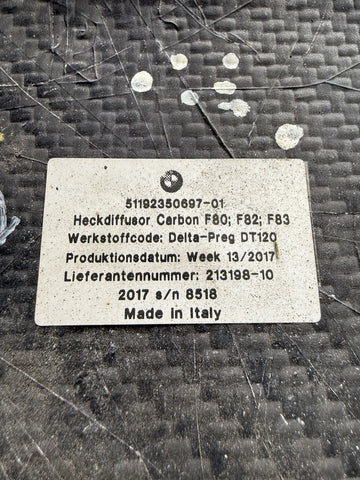 51192350697-01
Heckdiffusor Carbon F80; F82; F83
Werkstoffcode: Delta-Preg DT120
Produktionsdatum: Week 13/2017
Lieferantennummer: 213198-10
2017 s/n 8518
Made in Italy